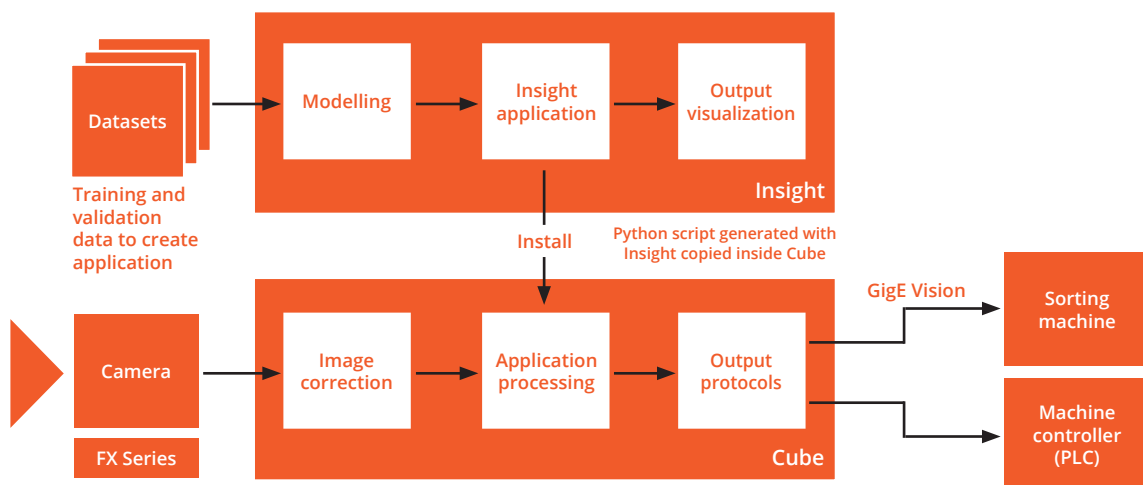 Datasets
Training and
validation
data to create
application
Modelling
Insight
application
Output
visualization
Insight
Install
Python script generated with
Insight copied inside Cube
Camera
FX Series
Image
correction
Application
processing
Output
protocols
Cube
GigE Vision
Sorting
machine
Machine
controller
(PLC)